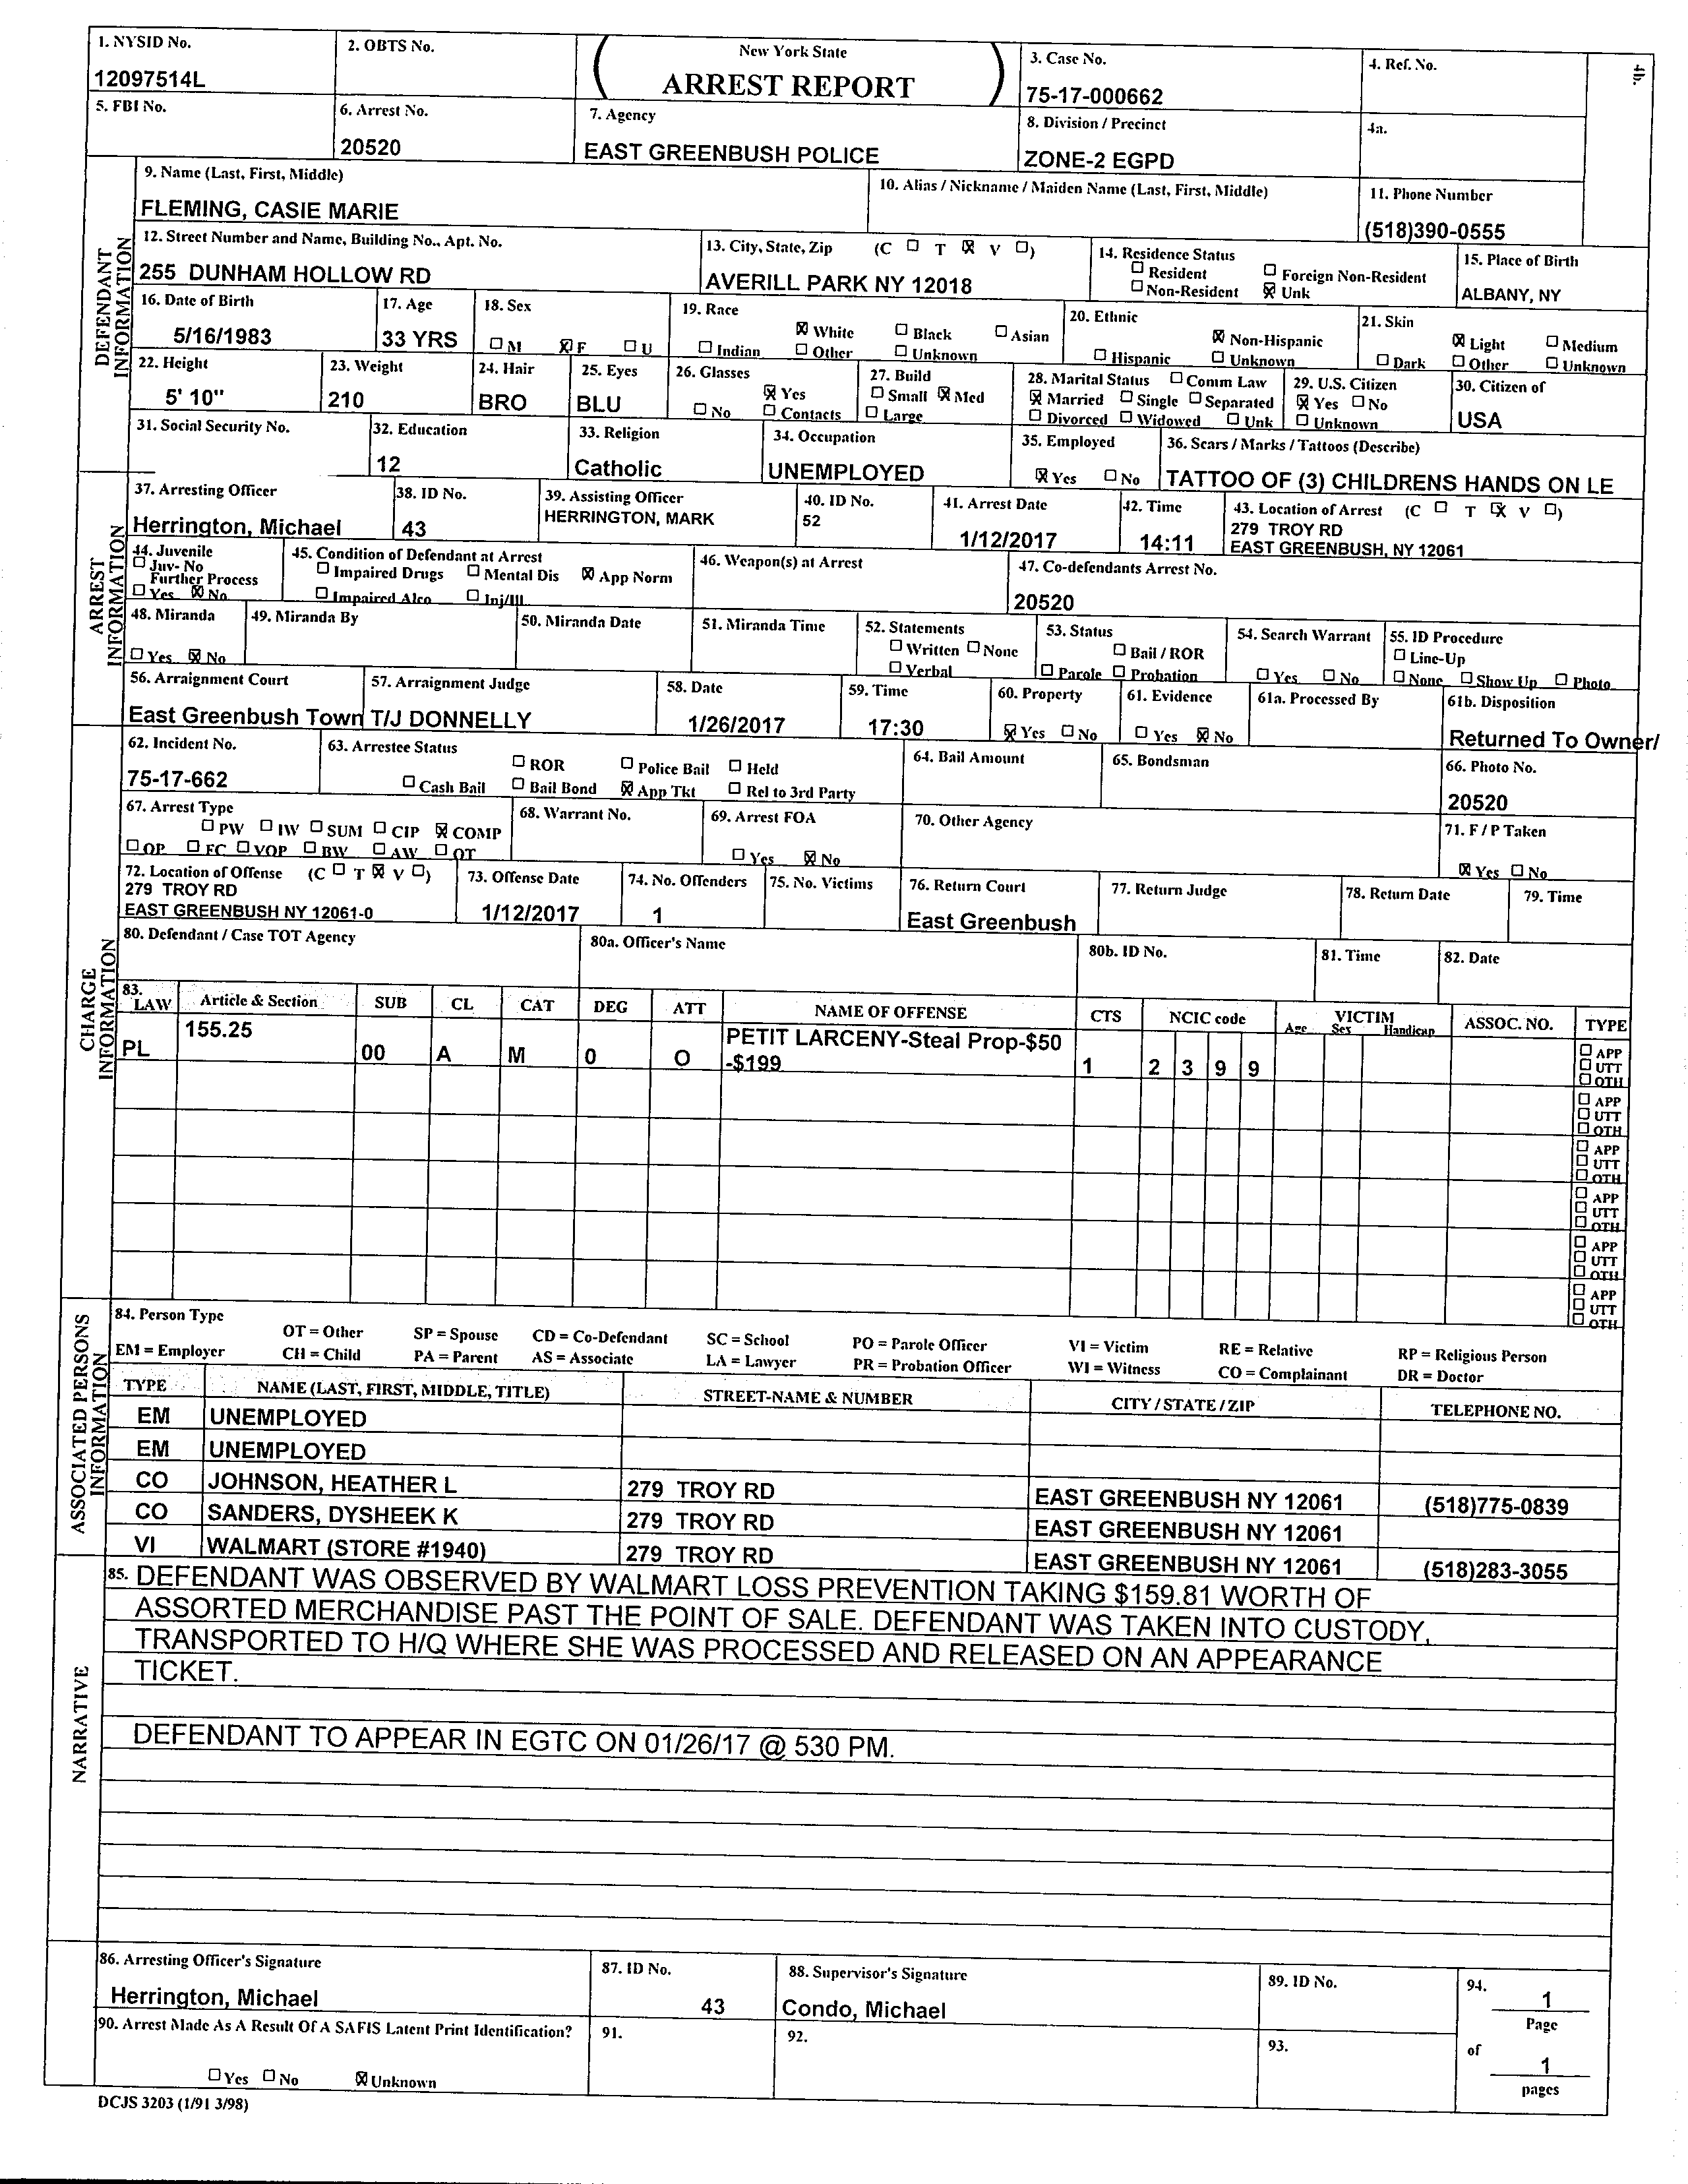 1. NYSID No.
12097514L
2. OBTS No.
New York State
ARREST REPORT
3. Case No.
75-17-000662
4. Ref. No.
4b.
5. FBI No.
6. Arrest No.
20520
7. Agency
EAST GREENBUSH POLICE
8. Division / Precinct
ZONE-2 EGPD
4a.
DEFENDANT INFORMATION
9. Name (Last, First, Middle)
FLEMING, CASIE MARIE
10. Alias / Nickname / Maiden Name (Last, First, Middle)
11. Phone Number
(518)390-0555
12. Street Number and Name, Building No., Apt. No.
255 DUNHAM HOLLOW RD
13. City, State, Zip (C ☐ T ☒ V ☐)
AVERILL PARK NY 12018
14. Residence Status
☐ Resident ☐ Foreign Non-Resident
☐ Non-Resident ☒ Unk
15. Place of Birth
ALBANY, NY
16. Date of Birth
5/16/1983
17. Age
33 YRS
18. Sex
☐ M ☒ F ☐ U
19. Race
☒ White ☐ Black ☐ Asian
☐ Indian ☐ Other ☐ Unknown
20. Ethnic
☒ Non-Hispanic
☐ Hispanic ☐ Unknown
21. Skin
☒ Light ☐ Medium
☐ Dark ☐ Other ☐ Unknown
22. Height
5' 10"
23. Weight
210
24. Hair
BRO
25. Eyes
BLU
26. Glasses
☒ Yes
☐ No ☐ Contacts
27. Build
☐ Small ☒ Med
☐ Large
28. Marital Status ☐ Comm Law
☒ Married ☐ Single ☐ Separated
☐ Divorced ☐ Widowed ☐ Unk
29. U.S. Citizen
☒ Yes ☐ No
☐ Unknown
30. Citizen of
USA
31. Social Security No.
32. Education
12
33. Religion
Catholic
34. Occupation
UNEMPLOYED
35. Employed
☒ Yes ☐ No
36. Scars / Marks / Tattoos (Describe)
TATTOO OF (3) CHILDRENS HANDS ON LE
ARREST INFORMATION
37. Arresting Officer
Herrington, Michael
38. ID No.
43
39. Assisting Officer
HERRINGTON, MARK
40. ID No.
52
41. Arrest Date
1/12/2017
42. Time
14:11
43. Location of Arrest (C ☐ T ☒ V ☐)
279 TROY RD
EAST GREENBUSH, NY 12061
44. Juvenile
☐ Juv- No
Further Process
☐ Yes ☒ No
45. Condition of Defendant at Arrest
☐ Impaired Drugs ☐ Mental Dis ☒ App Norm
☐ Impaired Alco ☐ Inj/Ill
46. Weapon(s) at Arrest
47. Co-defendants Arrest No.
20520
48. Miranda
☐ Yes ☒ No
49. Miranda By
50. Miranda Date
51. Miranda Time
52. Statements
☐ Written ☐ None
☐ Verbal
53. Status
☐ Bail / ROR
☐ Parole ☐ Probation
54. Search Warrant
☐ Yes ☐ No
55. ID Procedure
☐ Line-Up
☐ None ☐ Show Up ☐ Photo
56. Arraignment Court
East Greenbush Town
57. Arraignment Judge
T/J DONNELLY
58. Date
1/26/2017
59. Time
17:30
60. Property
☒ Yes ☐ No
61. Evidence
☐ Yes ☒ No
61a. Processed By
61b. Disposition
Returned To Owner/
CHARGE INFORMATION
62. Incident No.
75-17-662
63. Arrestee Status
☐ ROR ☐ Police Bail ☐ Held
☐ Cash Bail ☐ Bail Bond ☒ App Tkt ☐ Rel to 3rd Party
64. Bail Amount
65. Bondsman
66. Photo No.
20520
67. Arrest Type
☐ PW ☐ IW ☐ SUM ☐ CIP ☒ COMP
☐ OP ☐ FC ☐ VOP ☐ BW ☐ AW ☐ OT
68. Warrant No.
69. Arrest FOA
☐ Yes ☒ No
70. Other Agency
71. F / P Taken
☒ Yes ☐ No
72. Location of Offense (C ☐ T ☒ V ☐)
279 TROY RD
EAST GREENBUSH NY 12061-0
73. Offense Date
1/12/2017
74. No. Offenders
1
75. No. Victims
76. Return Court
East Greenbush
77. Return Judge
78. Return Date
79. Time
80. Defendant / Case TOT Agency
80a. Officer's Name
80b. ID No.
81. Time
82. Date
83. LAW Article & Section SUB CL CAT DEG ATT NAME OF OFFENSE CTS NCIC code VICTIM Age Sex Handicap ASSOC. NO. TYPE
PL 155.25 00 A M 0 O PETIT LARCENY-Steal Prop-$50
-$199 1 2 3 9 9
☐ APP
☐ UTT
☐ OTH
☐ APP
☐ UTT
☐ OTH
☐ APP
☐ UTT
☐ OTH
☐ APP
☐ UTT
☐ OTH
☐ APP
☐ UTT
☐ OTH
☐ APP
☐ UTT
☐ OTH
ASSOCIATED PERSONS INFORMATION
84. Person Type
OT = Other SP = Spouse CD = Co-Defendant SC = School PO = Parole Officer VI = Victim RE = Relative RP = Religious Person
EM = Employer CH = Child PA = Parent AS = Associate LA = Lawyer PR = Probation Officer WI = Witness CO = Complainant DR = Doctor
TYPE NAME (LAST, FIRST, MIDDLE, TITLE) STREET-NAME & NUMBER CITY / STATE / ZIP TELEPHONE NO.
EM UNEMPLOYED
EM UNEMPLOYED
CO JOHNSON, HEATHER L 279 TROY RD EAST GREENBUSH NY 12061 (518)775-0839
CO SANDERS, DYSHEEK K 279 TROY RD EAST GREENBUSH NY 12061
VI WALMART (STORE #1940) 279 TROY RD EAST GREENBUSH NY 12061 (518)283-3055
NARRATIVE
85. DEFENDANT WAS OBSERVED BY WALMART LOSS PREVENTION TAKING $159.81 WORTH OF
ASSORTED MERCHANDISE PAST THE POINT OF SALE. DEFENDANT WAS TAKEN INTO CUSTODY,
TRANSPORTED TO H/Q WHERE SHE WAS PROCESSED AND RELEASED ON AN APPEARANCE
TICKET.
DEFENDANT TO APPEAR IN EGTC ON 01/26/17 @ 530 PM.
86. Arresting Officer's Signature
Herrington, Michael
87. ID No.
43
88. Supervisor's Signature
Condo, Michael
89. ID No.
94.
1
Page
of
1
pages
90. Arrest Made As A Result Of A SAFIS Latent Print Identification?
☐ Yes ☐ No ☒ Unknown
91.
92.
93.
DCJS 3203 (1/91 3/98)